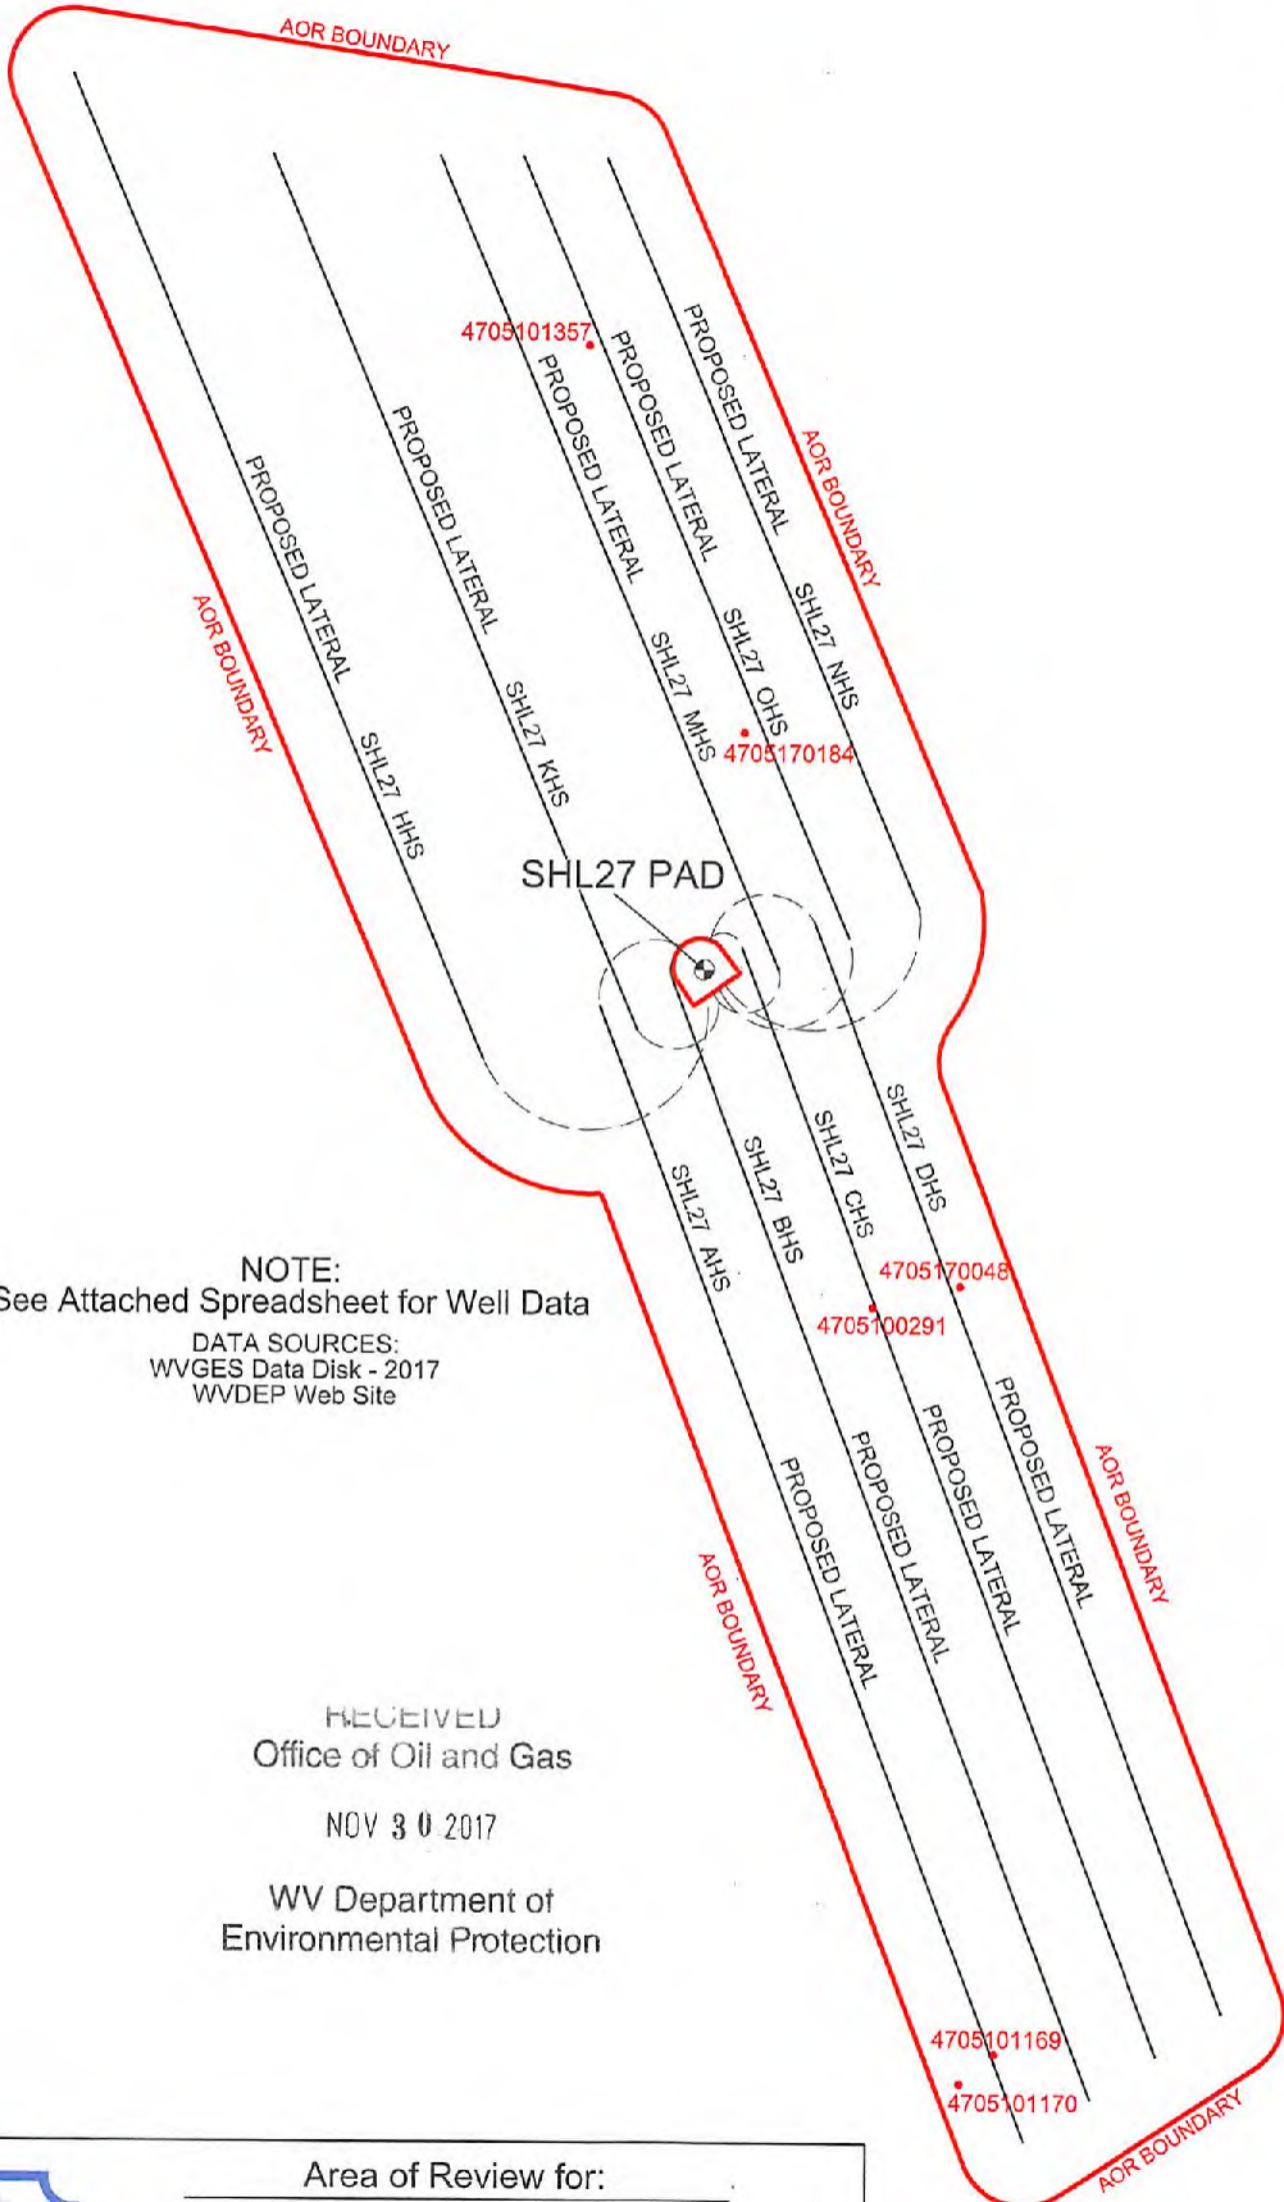 AOR BOUNDARY
4705101357
PROPOSED LATERAL SHL27 NHS
PROPOSED LATERAL SHL27 OHS
PROPOSED LATERAL SHL27 MHS
PROPOSED LATERAL SHL27 KHS
PROPOSED LATERAL SHL27 HHS
AOR BOUNDARY
AOR BOUNDARY
4705170184
SHL27 PAD
SHL27 DHS PROPOSED LATERAL
SHL27 CHS PROPOSED LATERAL
SHL27 BHS PROPOSED LATERAL
SHL27 AHS PROPOSED LATERAL
4705170048
4705100291
NOTE:
See Attached Spreadsheet for Well Data
DATA SOURCES:
WVGES Data Disk - 2017
WVDEP Web Site
AOR BOUNDARY
AOR BOUNDARY
RECEIVED
Office of Oil and Gas
NOV 30 2017
WV Department of
Environmental Protection
4705101169
4705101170
AOR BOUNDARY
Area of Review for: